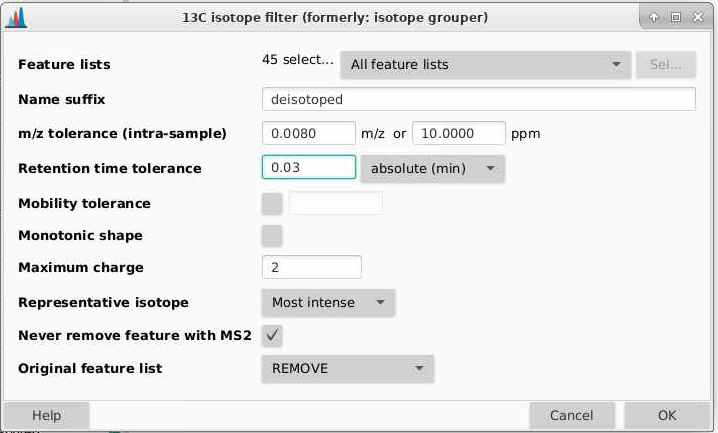 13C isotope filter (formerly: isotope grouper)
Feature lists 45 select... All feature lists Sel...
Name suffix deisotoped
m/z tolerance (intra-sample) 0.0080 m/z or 10.0000 ppm
Retention time tolerance 0.03 absolute (min)
Mobility tolerance
Monotonic shape
Maximum charge 2
Representative isotope Most intense
Never remove feature with MS2
Original feature list REMOVE
Help Cancel OK